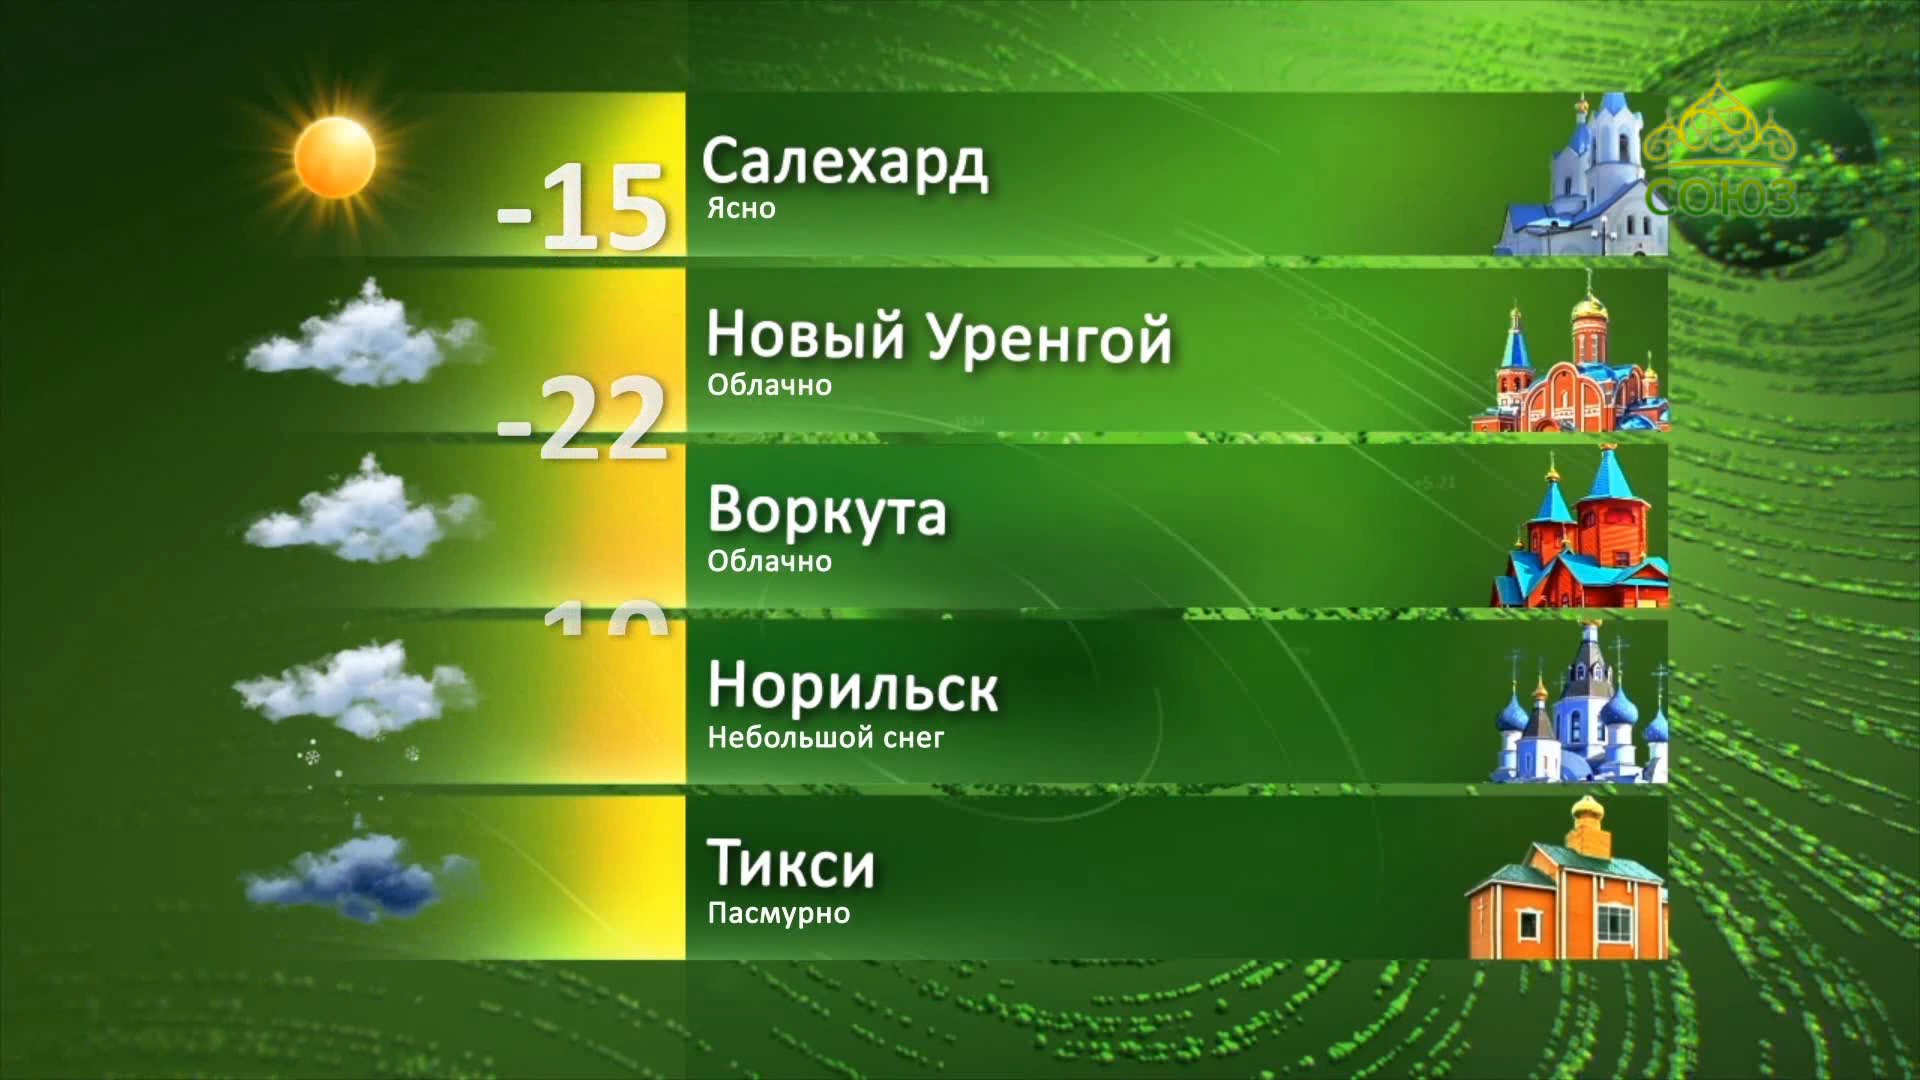 -15
Салехард
Ясно
СОЮЗ
Новый Уренгой
Облачно
-22
Воркута
Облачно
Норильск
Небольшой снег
Тикси
Пасмурно